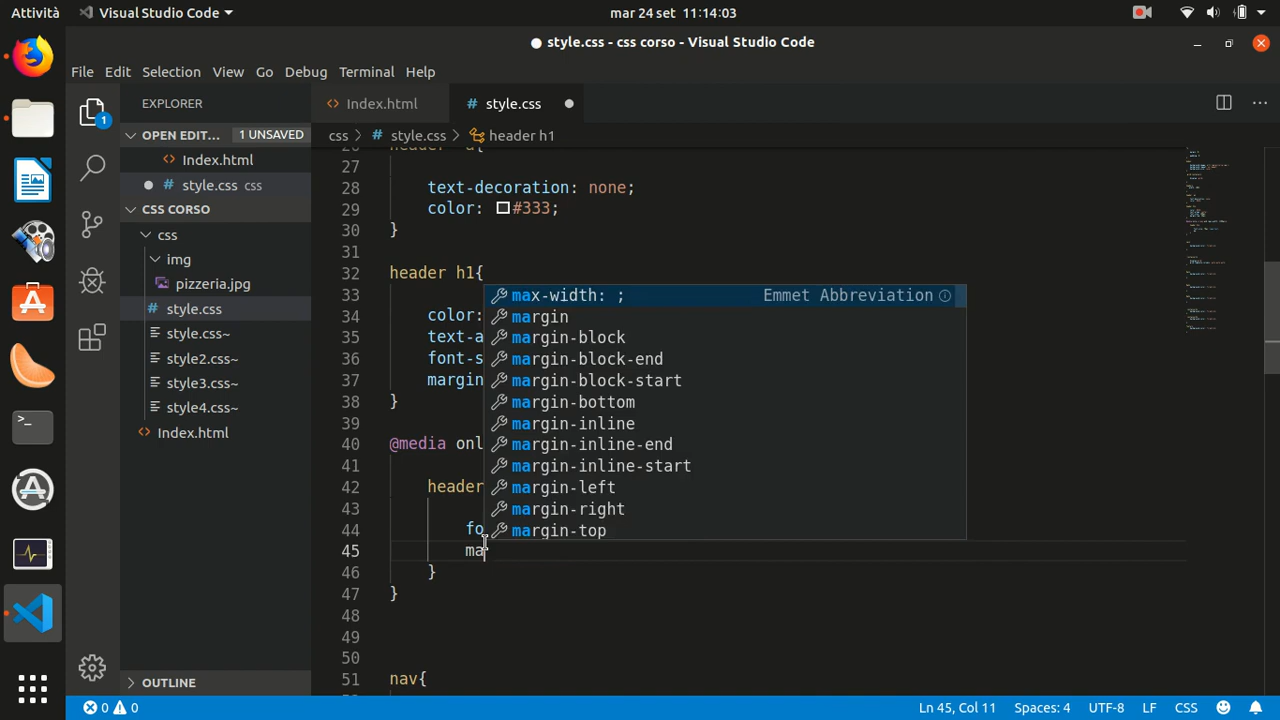 Attività
Visual Studio Code
mar 24 set 11:14:03
● style.css - css corso - Visual Studio Code
File Edit Selection View Go Debug Terminal Help
EXPLORER
Index.html
style.css
OPEN EDIT... 1 UNSAVED
css > style.css > header h1
Index.html
style.css css
CSS CORSO
css
img
pizzeria.jpg
style.css
style.css~
style2.css~
style3.css~
style4.css~
Index.html
OUTLINE
1
27
28 text-decoration: none;
29 color: #333;
30 }
31
32 header h1{
33
34 color:
35 text-a
36 font-s
37 margin
38 }
39
40 @media onl
41
42 header
43
44 fo
45 ma
46 }
47 }
48
49
50
51 nav{
max-width: ; Emmet Abbreviation
margin
margin-block
margin-block-end
margin-block-start
margin-bottom
margin-inline
margin-inline-end
margin-inline-start
margin-left
margin-right
margin-top
0 0
Ln 45, Col 11 Spaces: 4 UTF-8 LF CSS